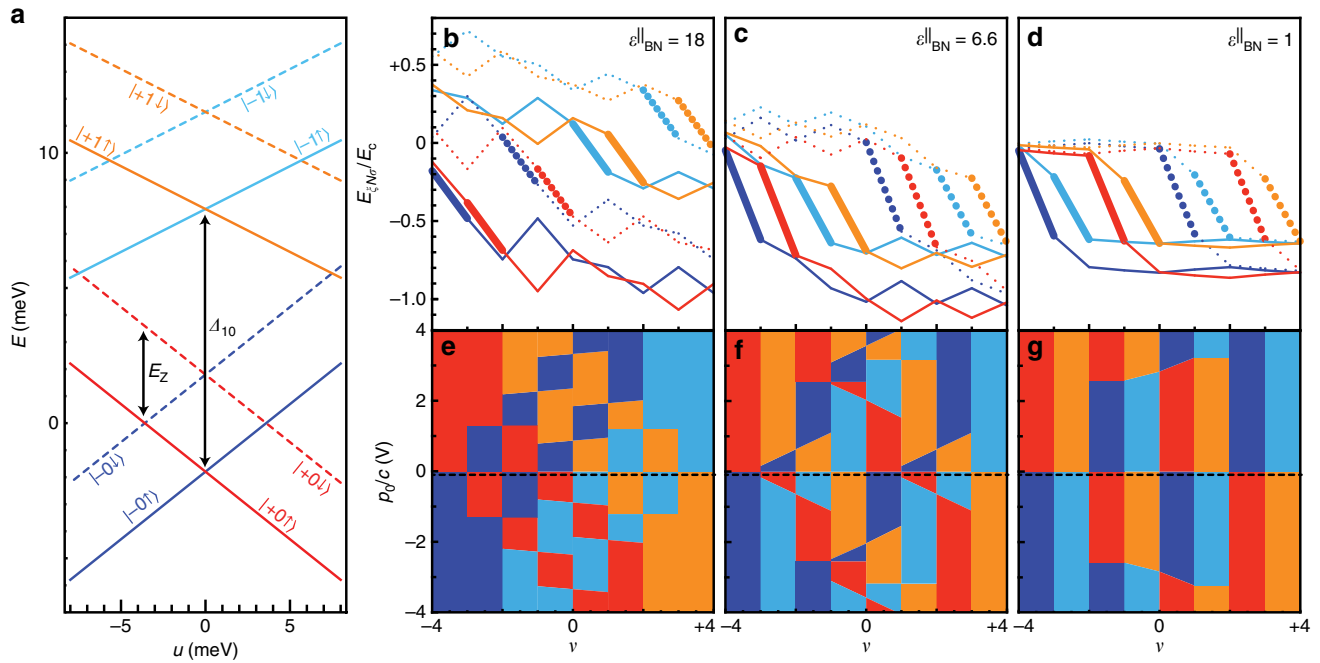 a
b
c
d
ε||BN = 18
ε||BN = 6.6
ε||BN = 1
|+1↓⟩
|−1↓⟩
|+1↑⟩
|−1↑⟩
10
E (meV)
Δ10
EZ
0
|−0↓⟩
|+0↓⟩
|−0↑⟩
|+0↑⟩
−5
0
5
u (meV)
+0.5
0
−0.5
−1.0
EξNσ/Ec
e
f
g
4
2
0
−2
−4
p0/c (V)
−4
0
+4
−4
0
+4
−4
0
+4
ν
ν
ν